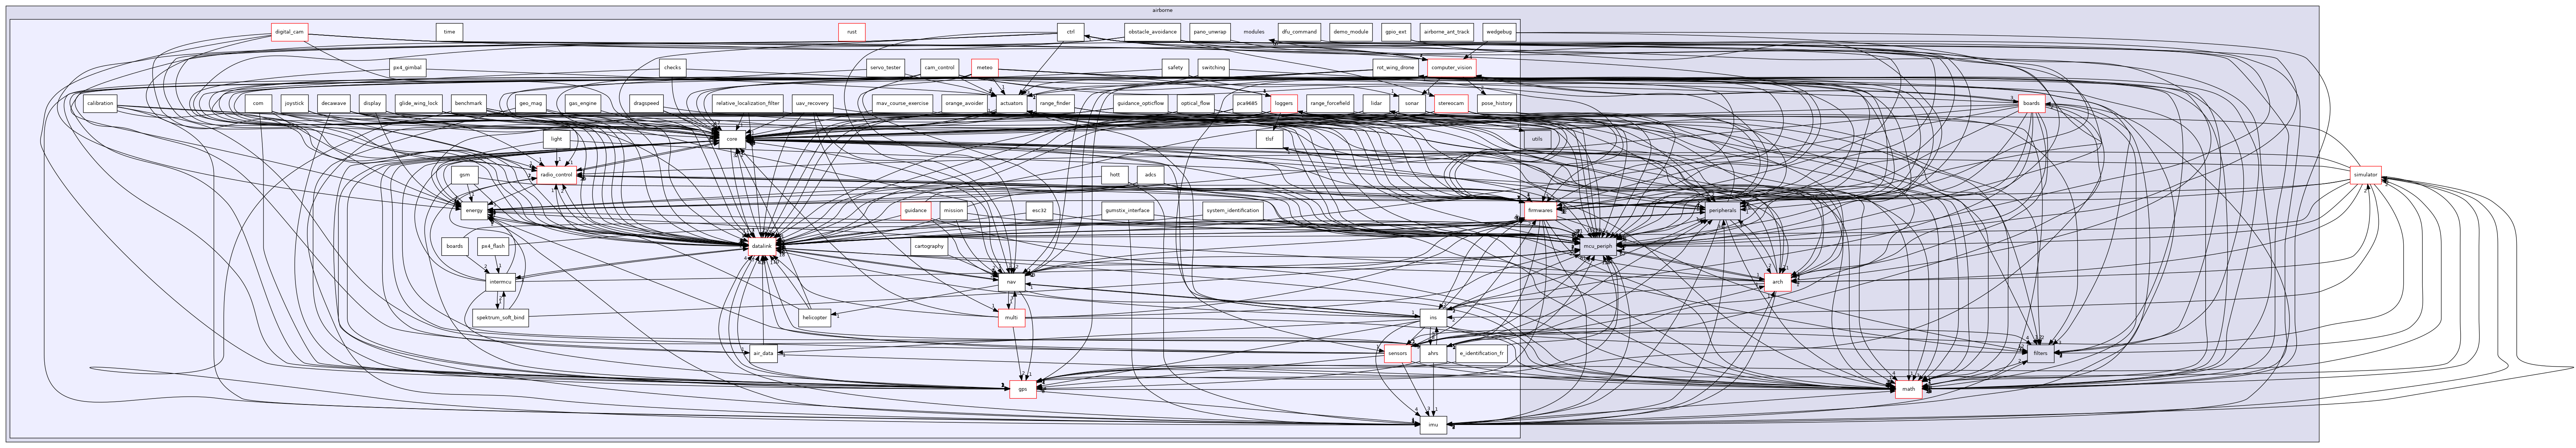 airborne
digital_cam
time
rust
ctrl
obstacle_avoidance
pano_unwrap
modules
dfu_command
demo_module
gpio_ext
airborne_ant_track
wedgebug
px4_gimbal
checks
servo_tester
cam_control
meteo
safety
switching
rot_wing_drone
computer_vision
calibration
com
joystick
decawave
display
glide_wing_lock
benchmark
geo_mag
gas_engine
dragspeed
relative_localization_filter
uav_recovery
mav_course_exercise
orange_avoider
actuators
range_finder
guidance_opticflow
optical_flow
pca9685
loggers
range_forcefield
lidar
sonar
stereocam
pose_history
boards
light
core
tlsf
utils
gsm
radio_control
hott
adcs
simulator
energy
guidance
mission
esc32
gumstix_interface
system_identification
firmwares
peripherals
boards
px4_flash
datalink
cartography
mcu_periph
intermcu
nav
arch
spektrum_soft_bind
helicopter
multi
ins
air_data
sensors
ahrs
e_identification_fr
filters
gps
math
imu